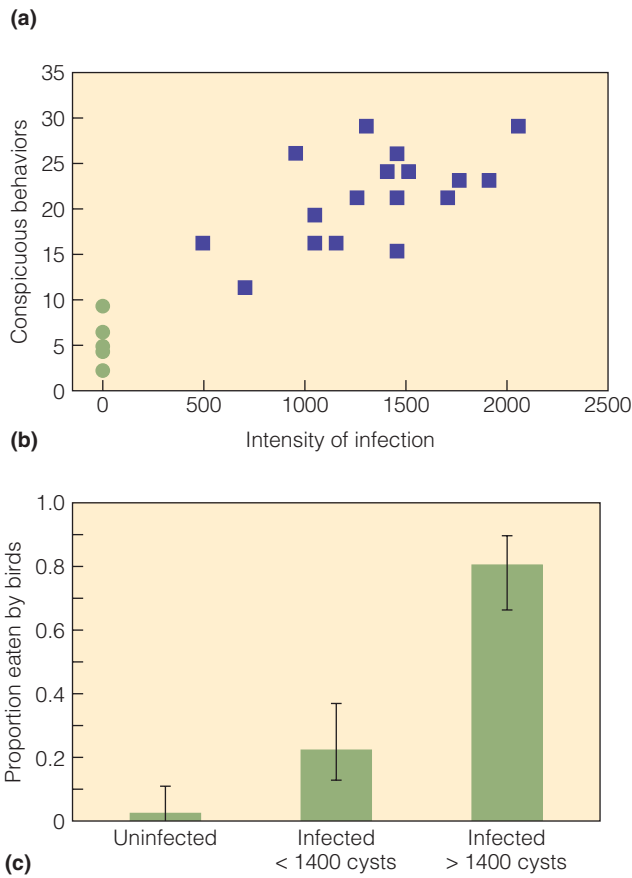 (a)
35
30
25
20
15
10
5
0
Conspicuous behaviors
0 500 1000 1500 2000 2500
(b)
Intensity of infection
1.0
0.8
0.6
0.4
0.2
0
Proportion eaten by birds
Uninfected Infected Infected
< 1400 cysts > 1400 cysts
(c)